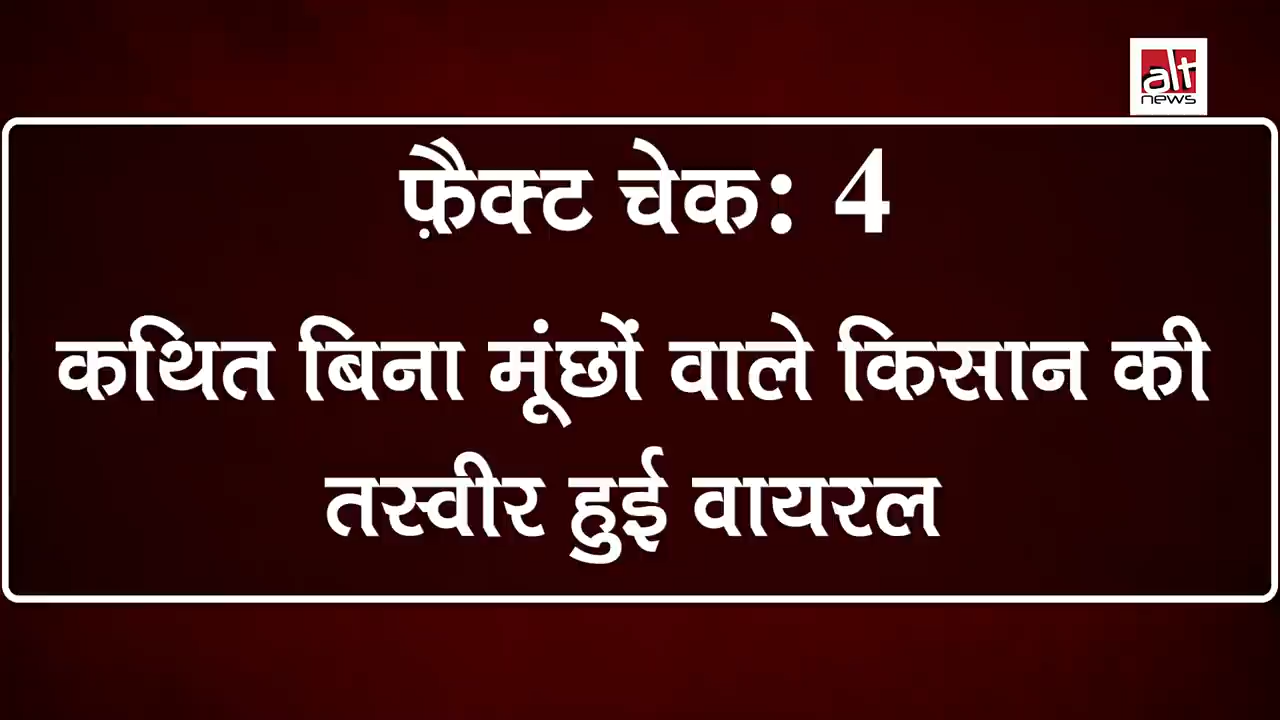 alt
news
फ़ैक्ट चेक: 4
कथित बिना मूंछों वाले किसान की
तस्वीर हुई वायरल